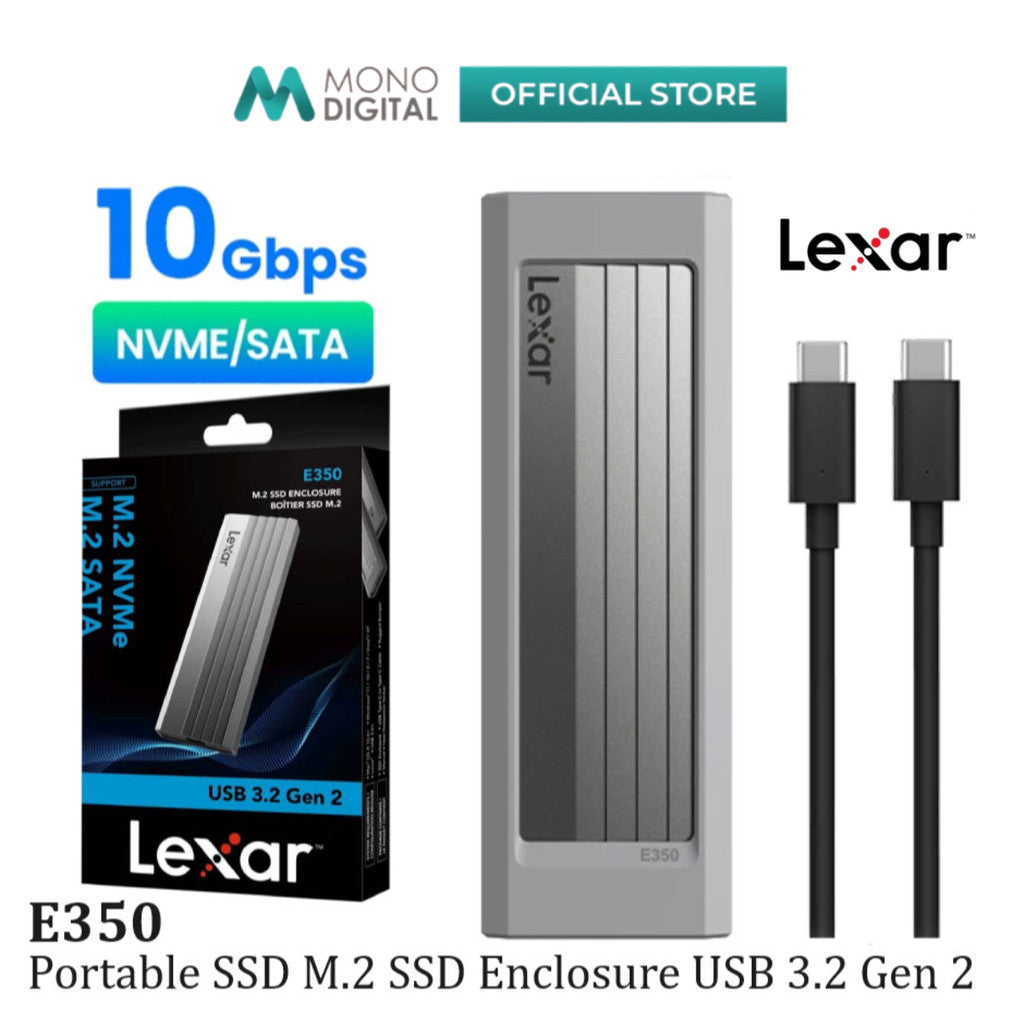 MONO
DIGITAL
OFFICIAL STORE
10Gbps
NVME/SATA
Lexar™
Lexar
E350
SUPPORT
M.2 NVMe
M.2 SATA
E350
M.2 SSD ENCLOSURE
BOÎTIER SSD M.2
Lexar
USB 3.2 Gen 2
Lexar™
E350
Portable SSD M.2 SSD Enclosure USB 3.2 Gen 2